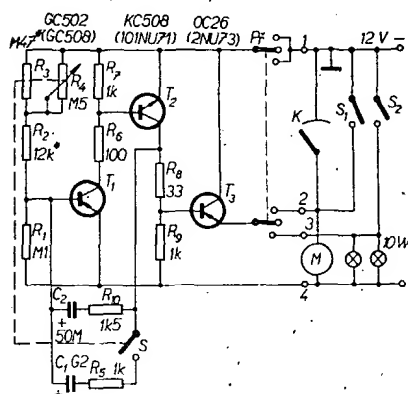 GC502 KC508 OC26
M47* (GC508) (101NU71) (2NU73)
Př 1 12 V –
R3 R4 M5
R7 1k
T2
K S1 S2
R2 12k*
R6 100
T1
R8 33
T3
2
3
R1 M1
R9 1k
M
10W
4
C2 R10
+ 50M 1k5
S
C1 G2 R5 1k
+